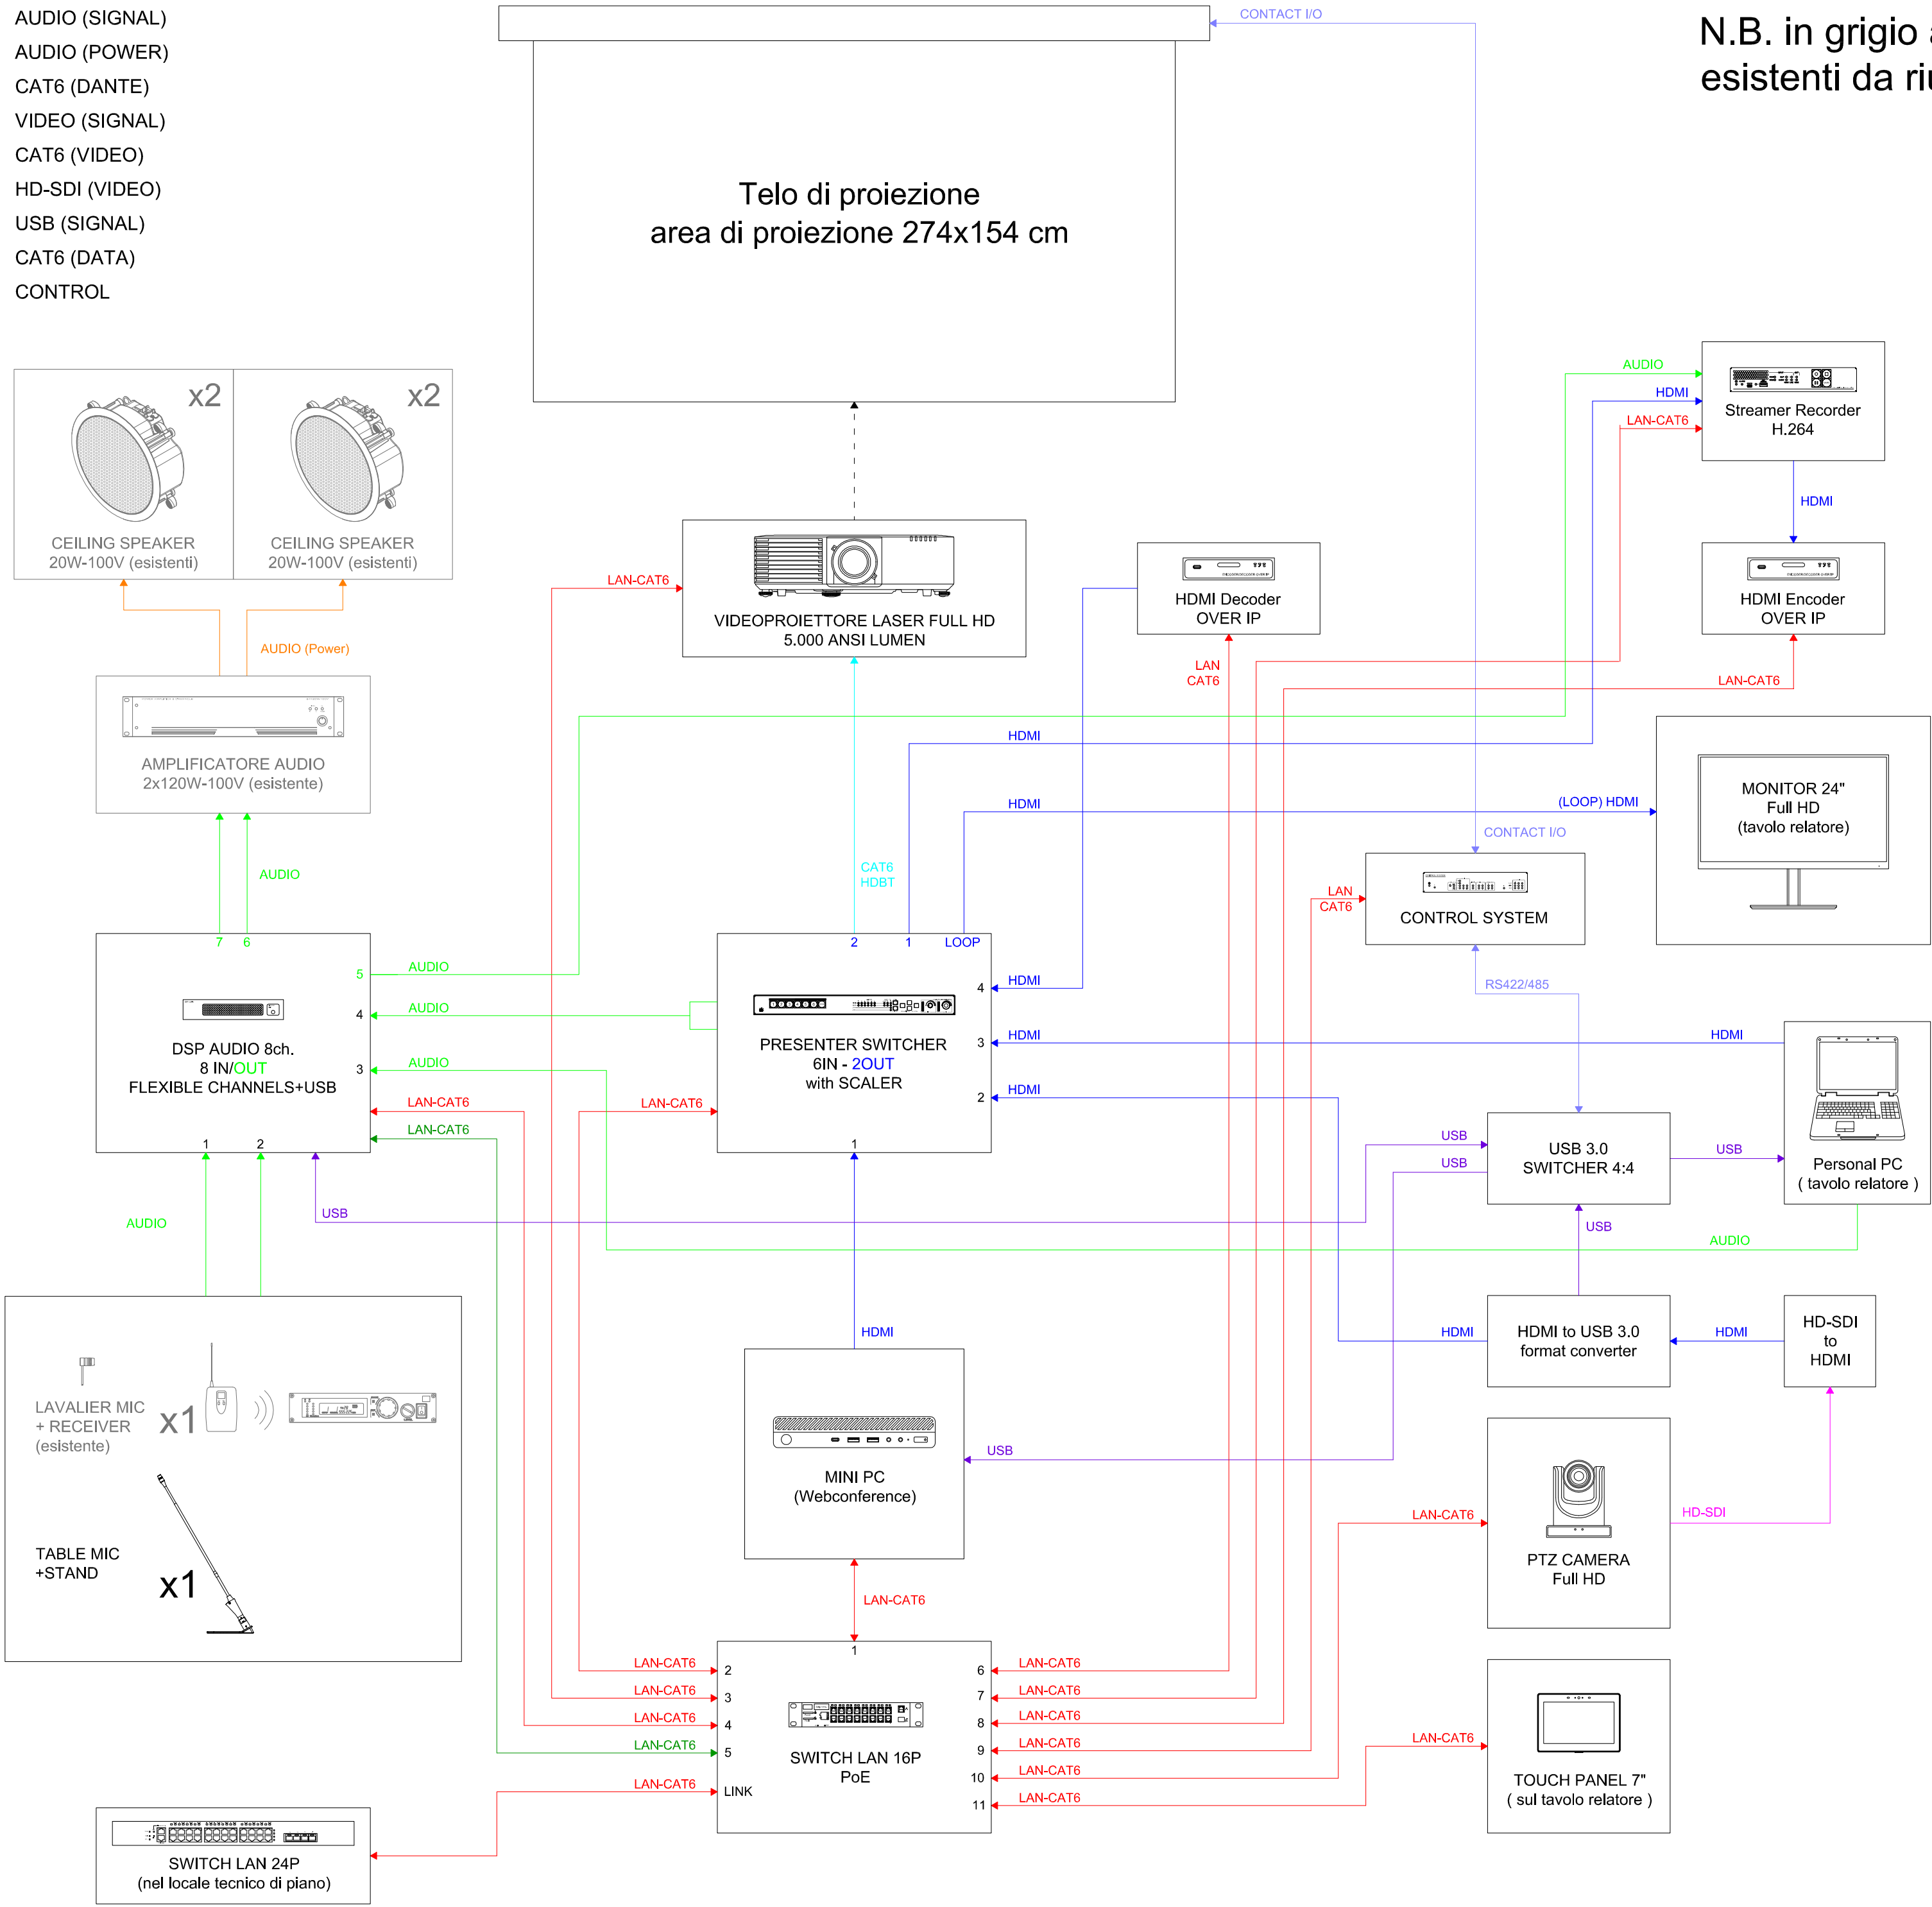 AUDIO (SIGNAL)
AUDIO (POWER)
CAT6 (DANTE)
VIDEO (SIGNAL)
CAT6 (VIDEO)
HD-SDI (VIDEO)
USB (SIGNAL)
CAT6 (DATA)
CONTROL
CONTACT I/O
N.B. in grigio
esistenti da
Telo di proiezione
area di proiezione 274x154 cm
x2
x2
CEILING SPEAKER
20W-100V (esistenti)
CEILING SPEAKER
20W-100V (esistenti)
AUDIO (Power)
AMPLIFICATORE AUDIO
2x120W-100V (esistente)
AUDIO
LAN-CAT6
VIDEOPROIETTORE LASER FULL HD
5.000 ANSI LUMEN
HDMI Decoder
OVER IP
LAN
CAT6
AUDIO
HDMI
LAN-CAT6
Streamer Recorder
H.264
HDMI
HDMI Encoder
OVER IP
LAN-CAT6
HDMI
HDMI
(LOOP) HDMI
MONITOR 24"
Full HD
(tavolo relatore)
CAT6
HDBT
CONTACT I/O
LAN
CAT6
CONTROL SYSTEM
RS422/485
7 6
5
4
3
DSP AUDIO 8ch.
8 IN/OUT
FLEXIBLE CHANNELS+USB
1 2
AUDIO
AUDIO
AUDIO
LAN-CAT6
LAN-CAT6
USB
LAN-CAT6
2 1 LOOP
4
3
2
PRESENTER SWITCHER
6IN - 2OUT
with SCALER
1
HDMI
HDMI
HDMI
HDMI
Personal PC
( tavolo relatore )
USB
USB
USB 3.0
SWITCHER 4:4
USB
USB
AUDIO
AUDIO
LAVALIER MIC
+ RECEIVER
(esistente)
x1
TABLE MIC
+STAND
x1
HDMI
MINI PC
(Webconference)
USB
LAN-CAT6
HDMI
HDMI to USB 3.0
format converter
HDMI
HD-SDI
to
HDMI
HD-SDI
LAN-CAT6
PTZ CAMERA
Full HD
LAN-CAT6
TOUCH PANEL 7"
( sul tavolo relatore )
1
LAN-CAT6 2
LAN-CAT6 3
LAN-CAT6 4
LAN-CAT6 5
LAN-CAT6 LINK
SWITCH LAN 16P
PoE
6 LAN-CAT6
7 LAN-CAT6
8 LAN-CAT6
9 LAN-CAT6
10 LAN-CAT6
11 LAN-CAT6
SWITCH LAN 24P
(nel locale tecnico di piano)